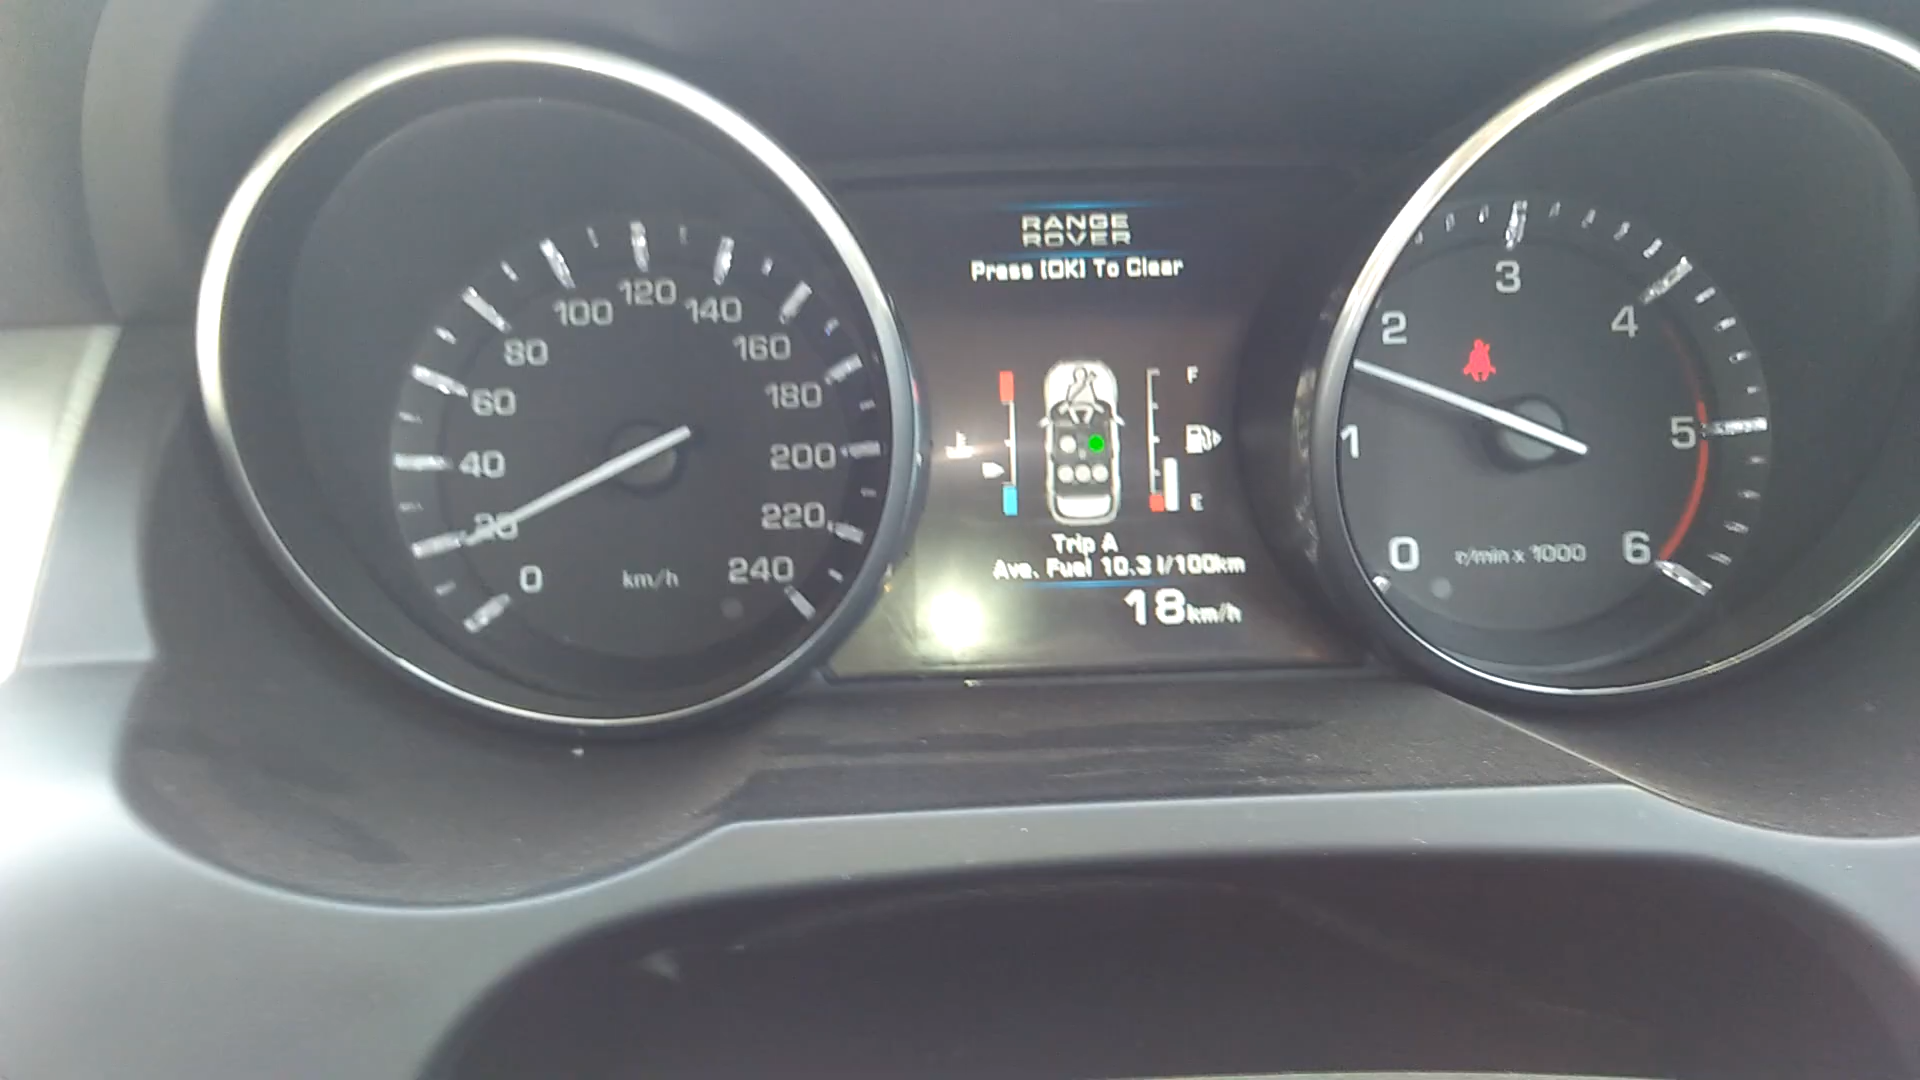 0
20
40
60
80
100
120
140
160
180
200
220
240
km/h
RANGE
ROVER
Press [OK] To Clear
F
E
Trip A
Ave. Fuel 10.3 l/100km
18 km/h
0
1
2
3
4
5
6
r/min x 1000